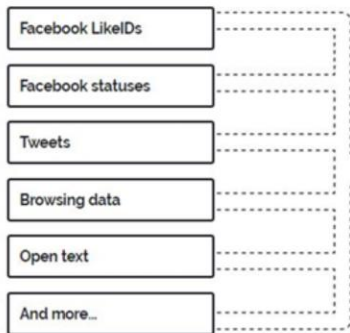 Facebook LikeIDs
Facebook statuses
Tweets
Browsing data
Open text
And more...